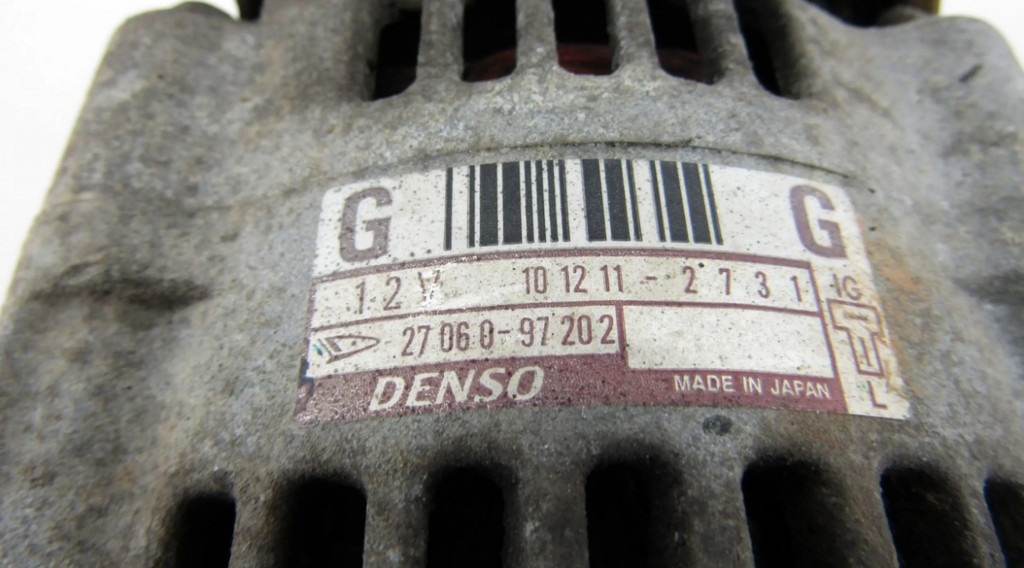 G G
12V 101211-2731 IG
27060-97202
DENSO MADE IN JAPAN